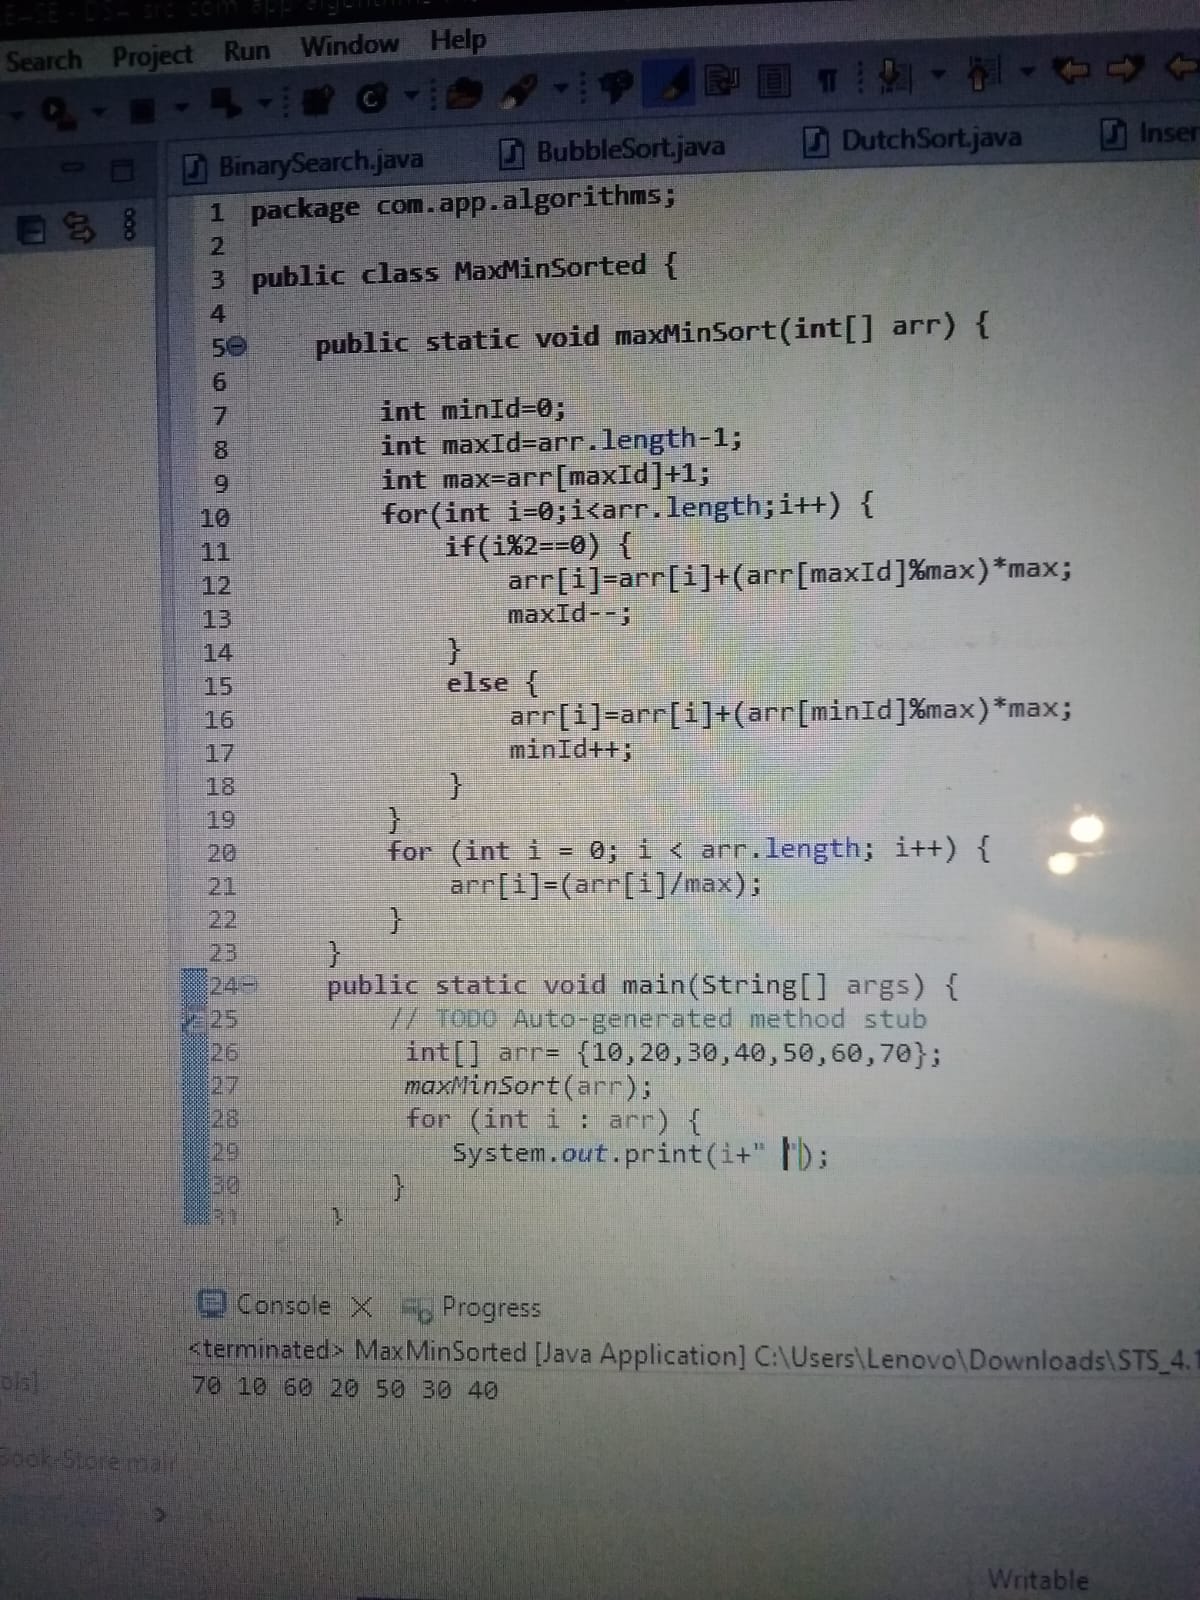 Search Project Run Window Help
BinarySearch.java BubbleSort.java DutchSort.java Inser
1 package com.app.algorithms;
2
3 public class MaxMinSorted {
4
5 public static void maxMinSort(int[] arr) {
6
7 int minId=0;
8 int maxId=arr.length-1;
9 int max=arr[maxId]+1;
10 for(int i=0;i<arr.length;i++) {
11 if(i%2==0) {
12 arr[i]=arr[i]+(arr[maxId]%max)*max;
13 maxId--;
14 }
15 else {
16 arr[i]=arr[i]+(arr[minId]%max)*max;
17 minId++;
18 }
19 }
20 for (int i = 0; i < arr.length; i++) {
21 arr[i]=(arr[i]/max);
22 }
23 }
24 public static void main(String[] args) {
25 // TODO Auto-generated method stub
26 int[] arr= {10,20,30,40,50,60,70};
27 maxMinSort(arr);
28 for (int i : arr) {
29 System.out.print(i+" ");
30 }
31 }
Console Progress
<terminated> MaxMinSorted [Java Application] C:\Users\Lenovo\Downloads\STS_4.1
70 10 60 20 50 30 40
Book-Store main
Writable